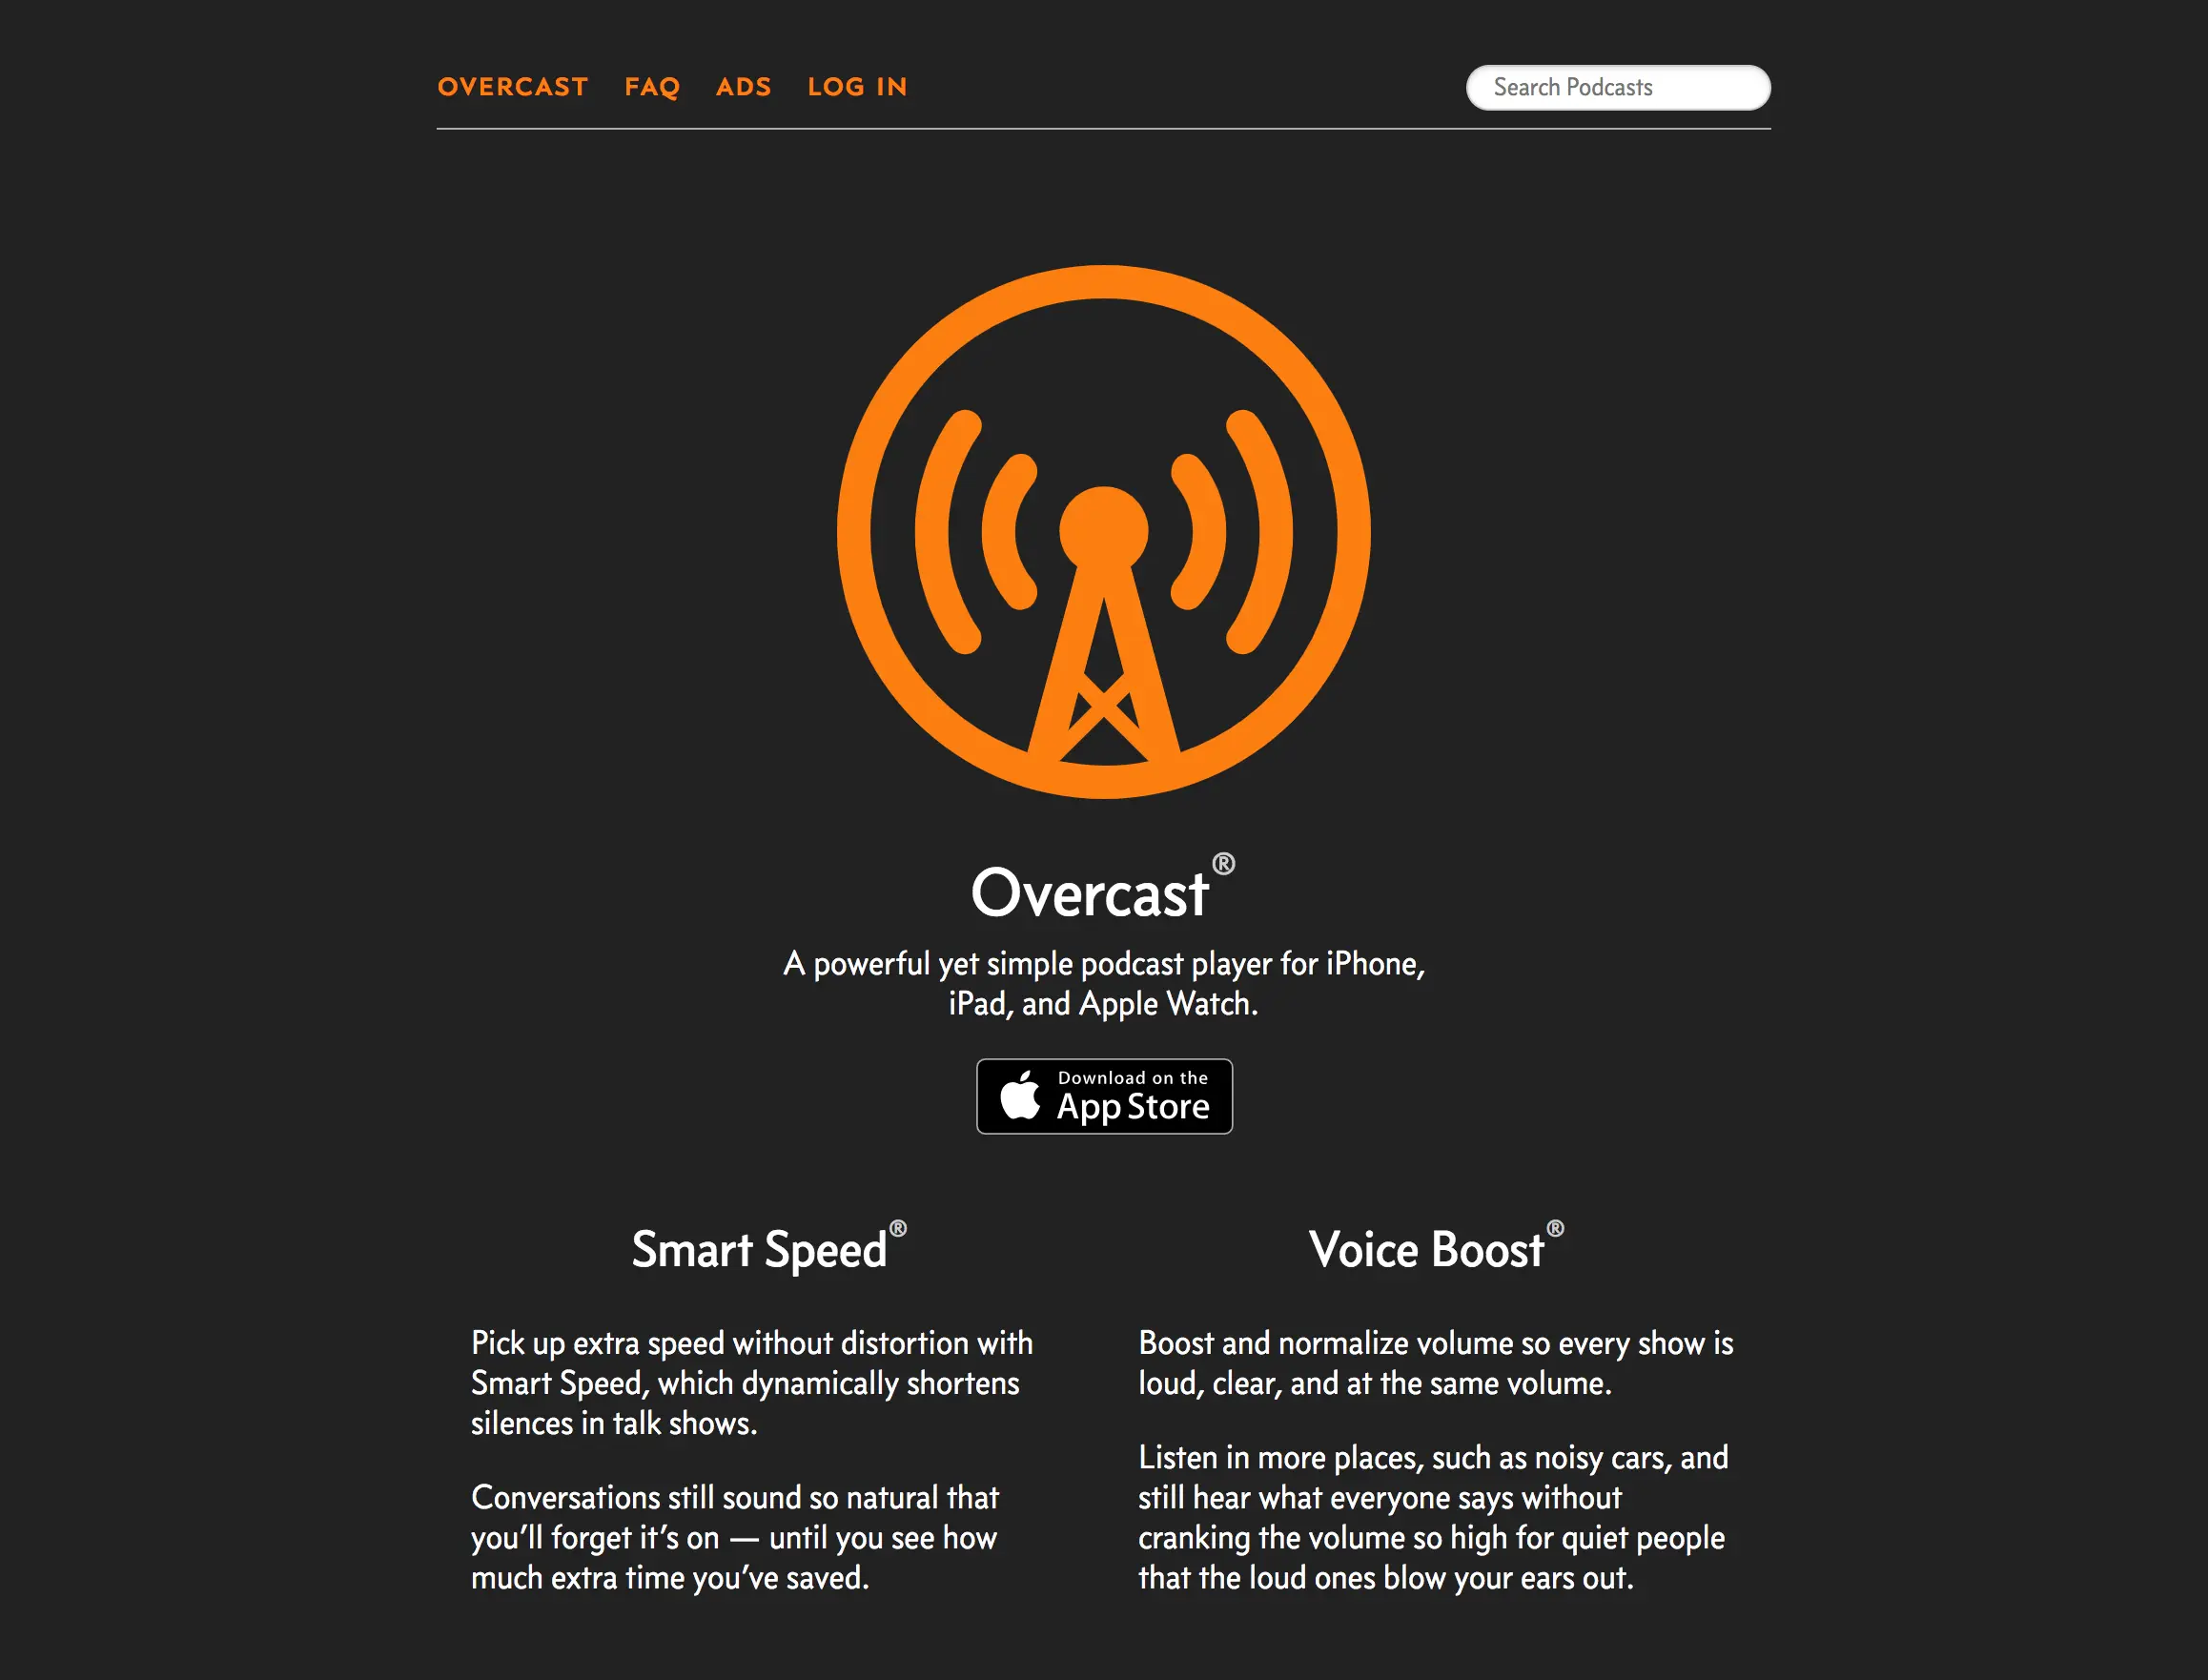 OVERCAST FAQ ADS LOG IN
Search Podcasts
Overcast®
A powerful yet simple podcast player for iPhone,
iPad, and Apple Watch.
Download on the
App Store
Smart Speed®
Pick up extra speed without distortion with
Smart Speed, which dynamically shortens
silences in talk shows.
Conversations still sound so natural that
you’ll forget it’s on — until you see how
much extra time you’ve saved.
Voice Boost®
Boost and normalize volume so every show is
loud, clear, and at the same volume.
Listen in more places, such as noisy cars, and
still hear what everyone says without
cranking the volume so high for quiet people
that the loud ones blow your ears out.